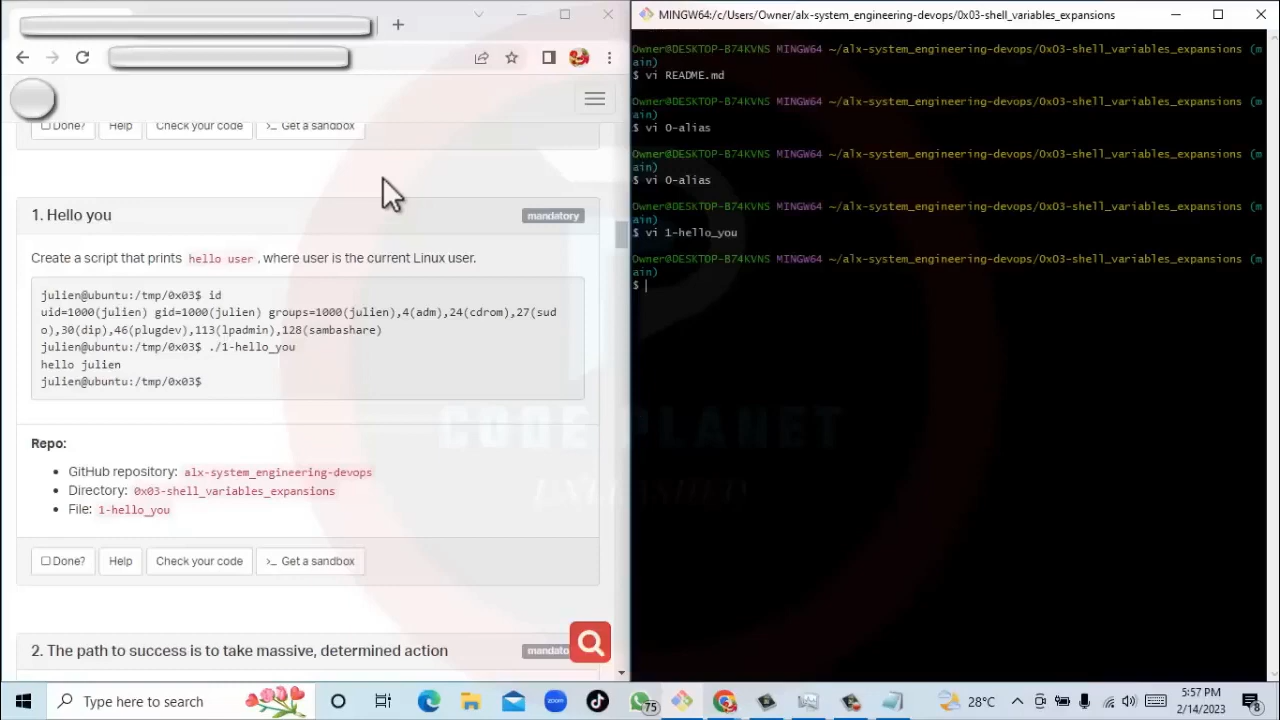 Done?
Help
Check your code
>_ Get a sandbox
1. Hello you
mandatory
Create a script that prints hello user , where user is the current Linux user.
julien@ubuntu:/tmp/0x03$ id
uid=1000(julien) gid=1000(julien) groups=1000(julien),4(adm),24(cdrom),27(sud
o),30(dip),46(plugdev),113(lpadmin),128(sambashare)
julien@ubuntu:/tmp/0x03$ ./1-hello_you
hello julien
julien@ubuntu:/tmp/0x03$
Repo:
GitHub repository: alx-system_engineering-devops
Directory: 0x03-shell_variables_expansions
File: 1-hello_you
Done?
Help
Check your code
>_ Get a sandbox
2. The path to success is to take massive, determined action
MINGW64:/c/Users/Owner/alx-system_engineering-devops/0x03-shell_variables_expansions
Owner@DESKTOP-B74KVNS MINGW64 ~/alx-system_engineering-devops/0x03-shell_variables_expansions (m
ain)
$ vi README.md
Owner@DESKTOP-B74KVNS MINGW64 ~/alx-system_engineering-devops/0x03-shell_variables_expansions (m
ain)
$ vi 0-alias
Owner@DESKTOP-B74KVNS MINGW64 ~/alx-system_engineering-devops/0x03-shell_variables_expansions (m
ain)
$ vi 0-alias
Owner@DESKTOP-B74KVNS MINGW64 ~/alx-system_engineering-devops/0x03-shell_variables_expansions (m
ain)
$ vi 1-hello_you
Owner@DESKTOP-B74KVNS MINGW64 ~/alx-system_engineering-devops/0x03-shell_variables_expansions (m
ain)
$
CODE PLANET
Type here to search
zoom
75
28°C
5:57 PM
2/14/2023
8